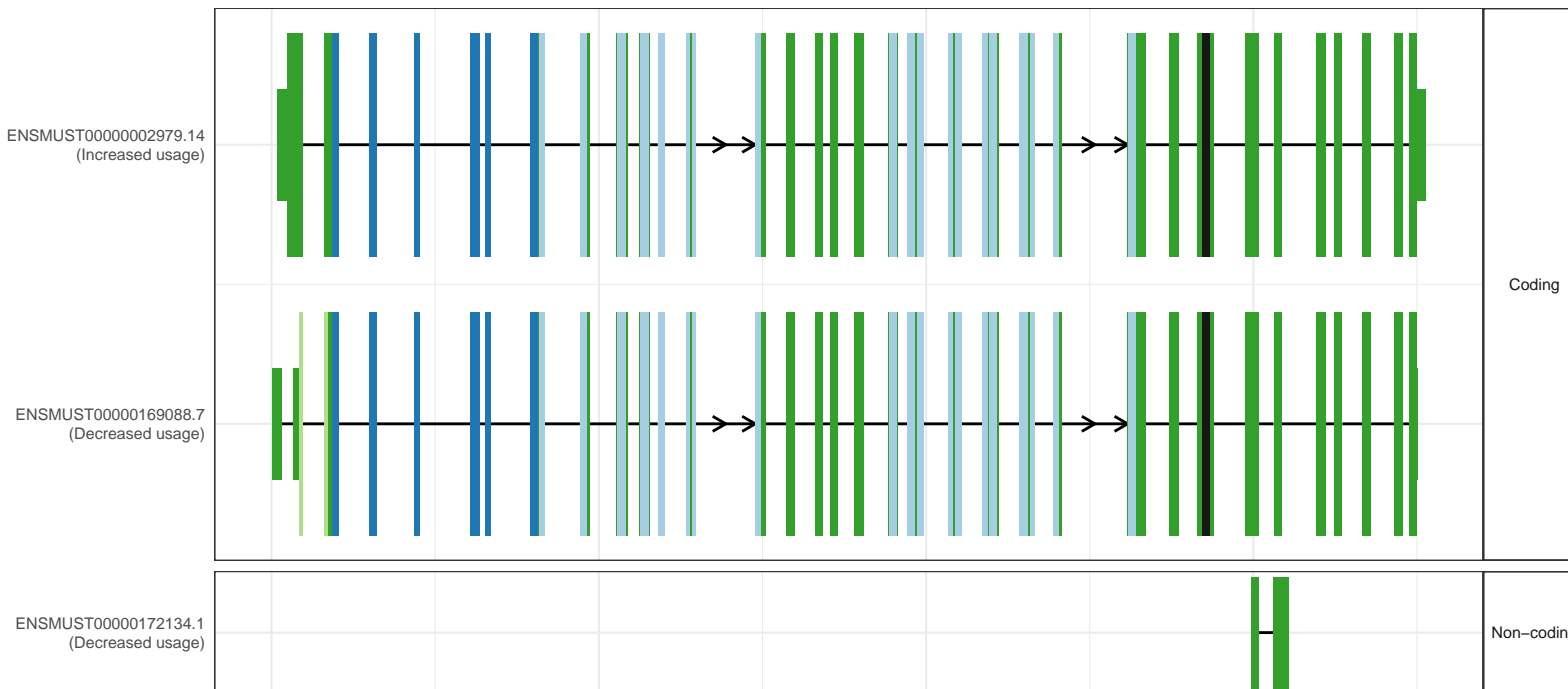 ENSMUST00000002979.14
(Increased usage)
Coding
ENSMUST00000169088.7
(Decreased usage)
ENSMUST00000172134.1
(Decreased usage)
Non−codin